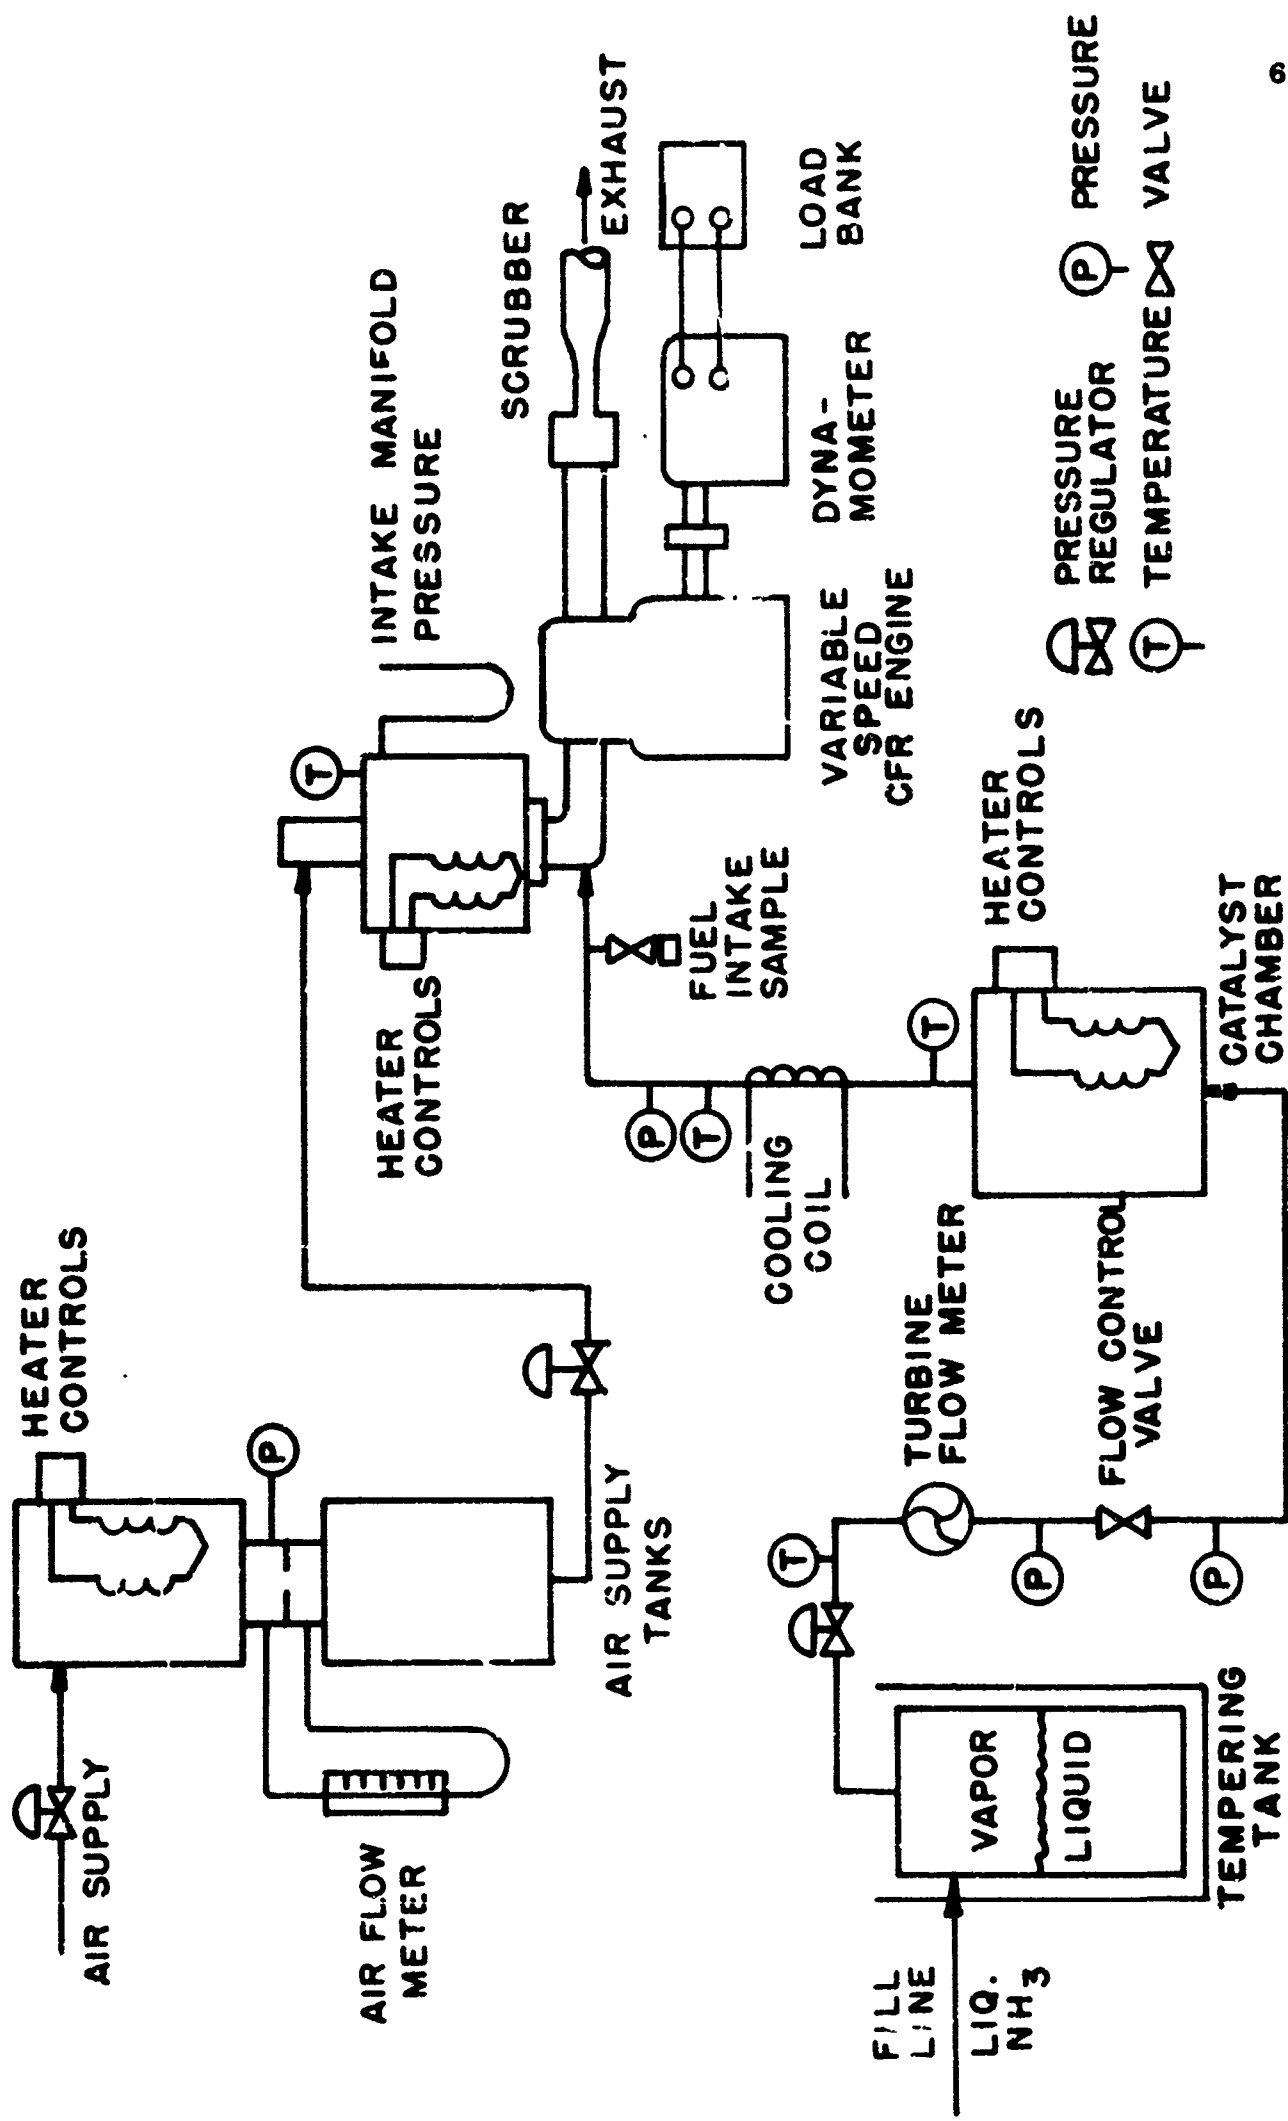 AIR SUPPLY
HEATER
CONTROLS
P
AIR FLOW
METER
AIR SUPPLY
TANKS
T
INTAKE MANIFOLD
PRESSURE
HEATER
CONTROLS
SCRUBBER
EXHAUST
LOAD
BANK
DYNA-
MOMETER
VARIABLE
SPEED
CFR ENGINE
FUEL
INTAKE
SAMPLE
P
T
COOLING
COIL
T
HEATER
CONTROLS
CATALYST
CHAMBER
FILL
LINE
LIQ.
NH3
VAPOR
LIQUID
TEMPERING
TANK
T
TURBINE
FLOW METER
P
FLOW CONTROL
VALVE
P
PRESSURE
REGULATOR
P PRESSURE
T TEMPERATURE
VALVE
6